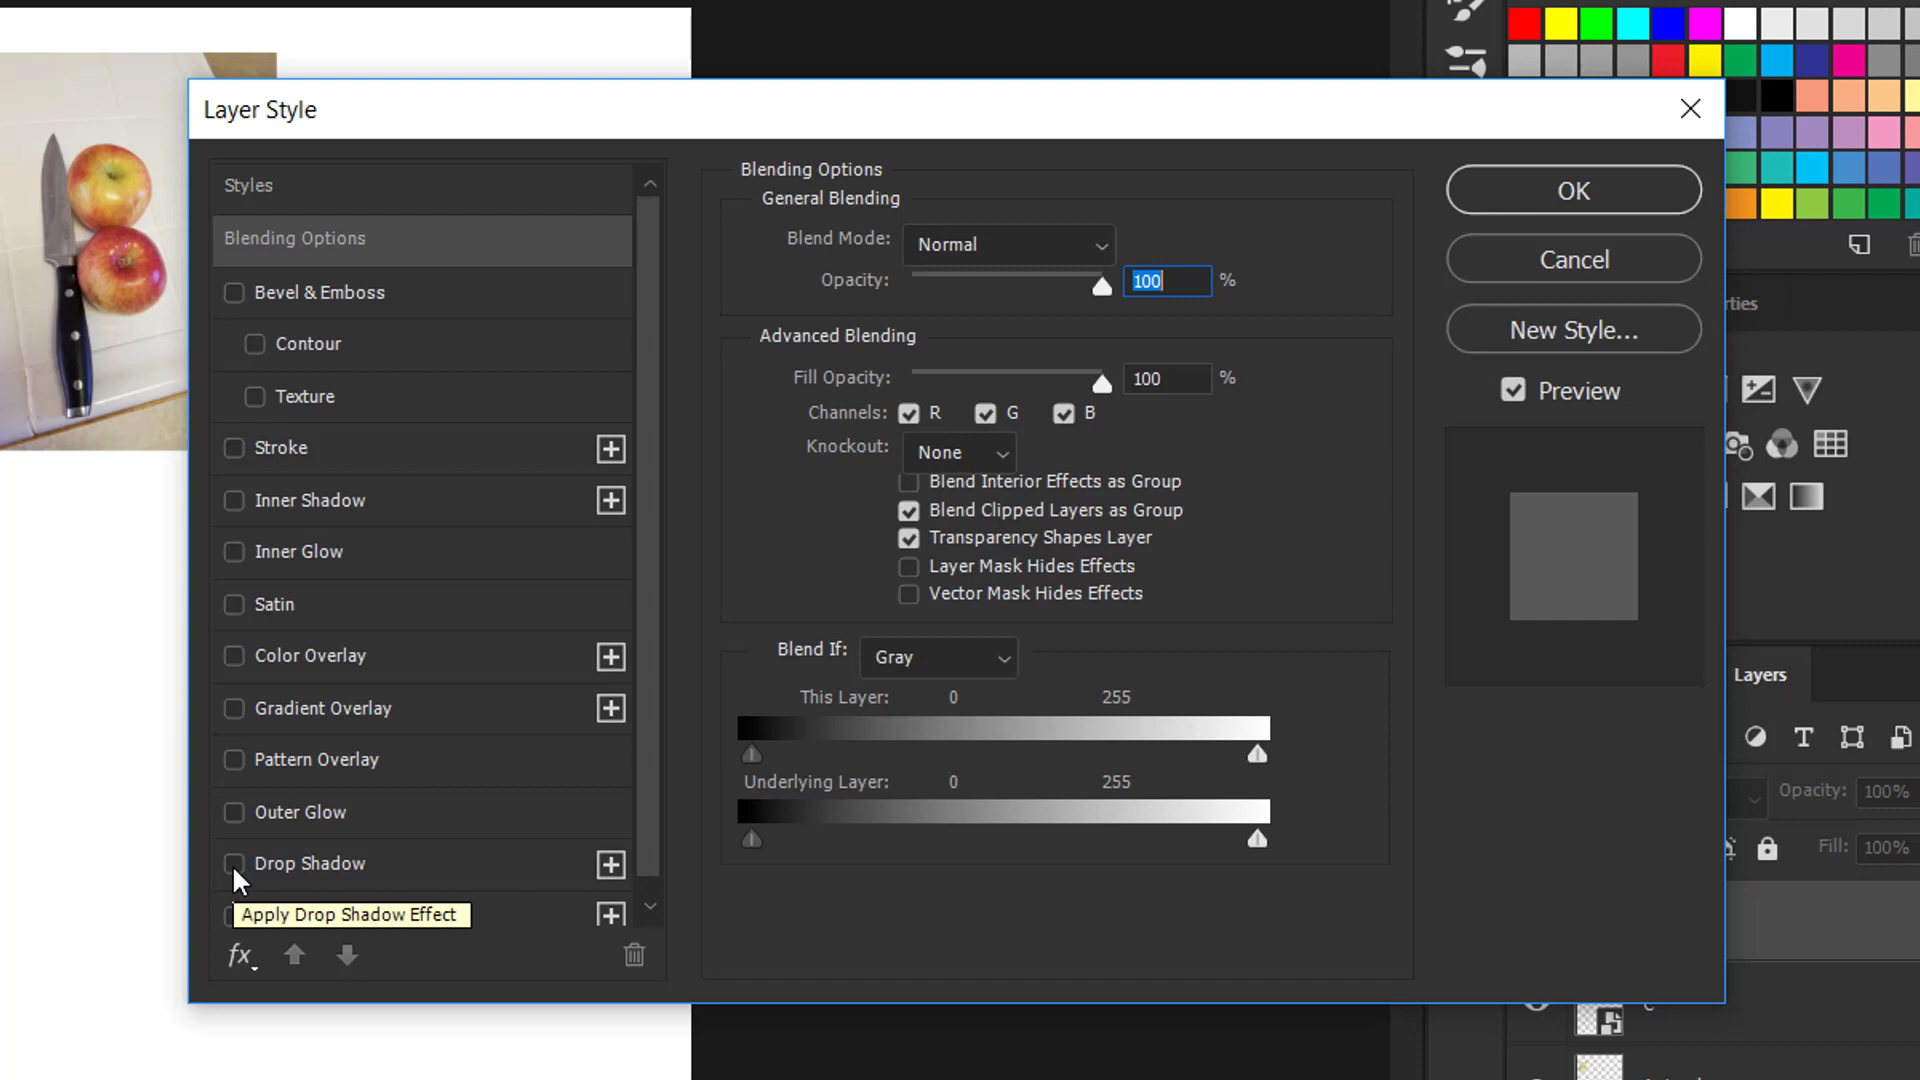 Layer Style
Styles
Blending Options
Bevel & Emboss
Contour
Texture
Stroke
Inner Shadow
Inner Glow
Satin
Color Overlay
Gradient Overlay
Pattern Overlay
Outer Glow
Drop Shadow
Apply Drop Shadow Effect
fx
Blending Options
General Blending
Blend Mode: Normal
Opacity: 100 %
Advanced Blending
Fill Opacity: 100 %
Channels: R G B
Knockout: None
Blend Interior Effects as Group
Blend Clipped Layers as Group
Transparency Shapes Layer
Layer Mask Hides Effects
Vector Mask Hides Effects
Blend If: Gray
This Layer: 0 255
Underlying Layer: 0 255
OK
Cancel
New Style...
Preview
rties
Layers
T
Opacity: 100%
Fill: 100%